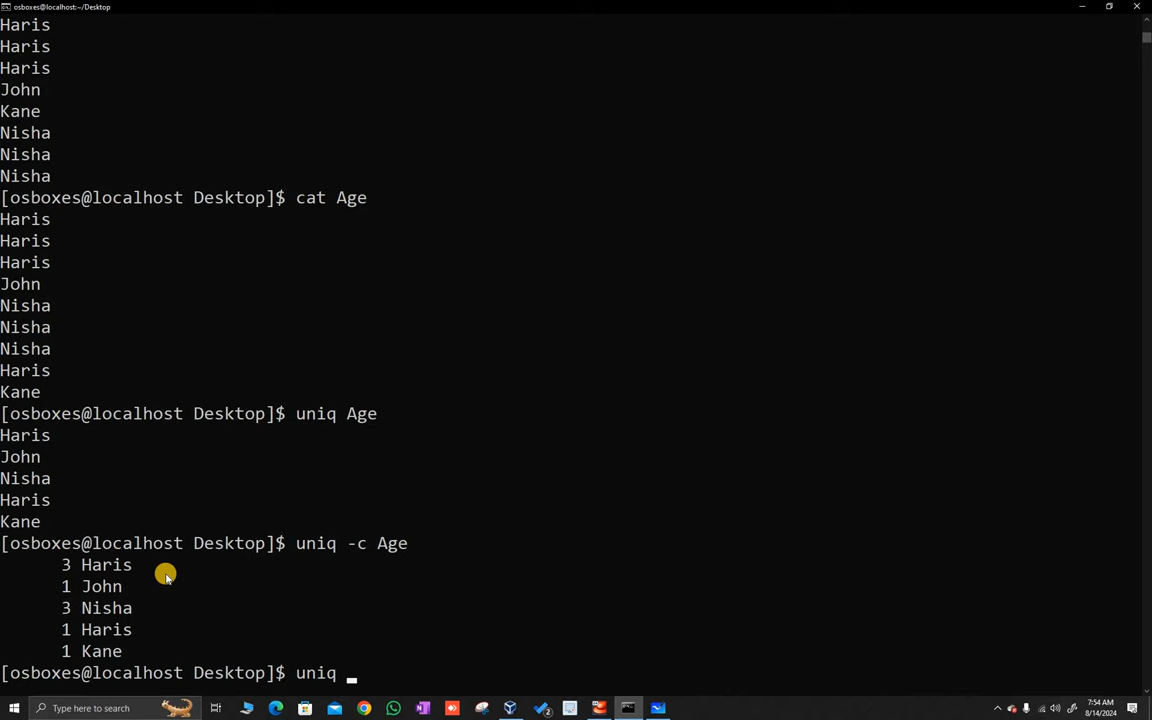 osboxes@localhost:~/Desktop
Haris
Haris
Haris
John
Kane
Nisha
Nisha
Nisha
[osboxes@localhost Desktop]$ cat Age
Haris
Haris
Haris
John
Nisha
Nisha
Nisha
Haris
Kane
[osboxes@localhost Desktop]$ uniq Age
Haris
John
Nisha
Haris
Kane
[osboxes@localhost Desktop]$ uniq -c Age
3 Haris
1 John
3 Nisha
1 Haris
1 Kane
[osboxes@localhost Desktop]$ uniq
Type here to search
2
7:54 AM
8/14/2024